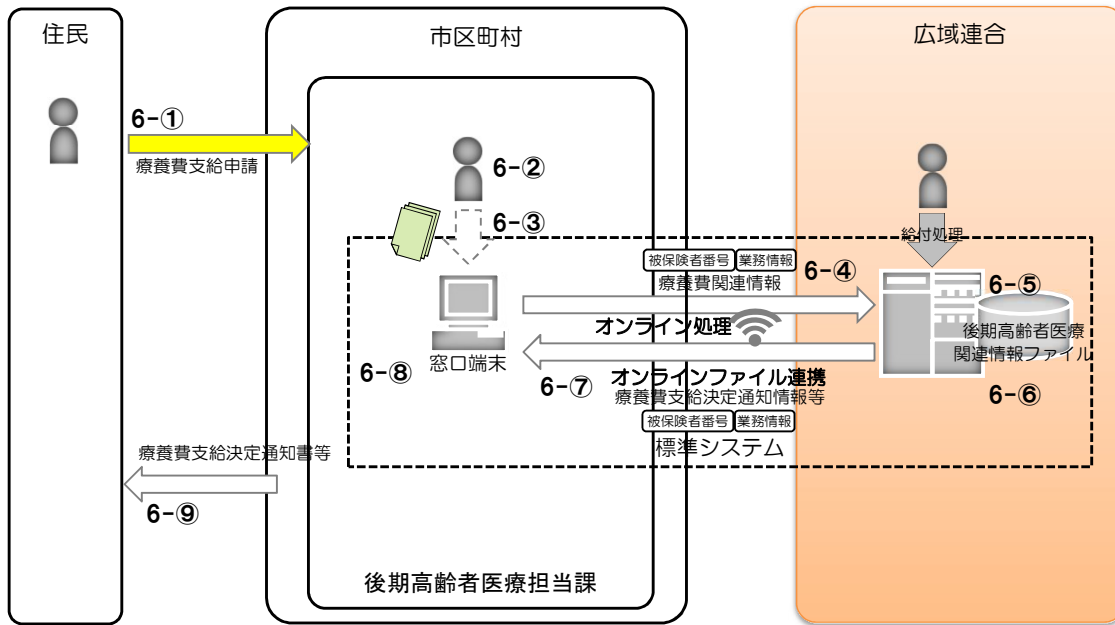 住民
市区町村
広域連合
6-①
療養費支給申請
6-②
6-③
給付処理
被保険者番号 業務情報
療養費関連情報
6-④
6-⑤
オンライン処理
後期高齢者医療
関連情報ファイル
窓口端末
6-⑧
6-⑦
オンラインファイル連携
療養費支給決定通知情報等
6-⑥
被保険者番号 業務情報
標準システム
療養費支給決定通知書等
6-⑨
後期高齢者医療担当課